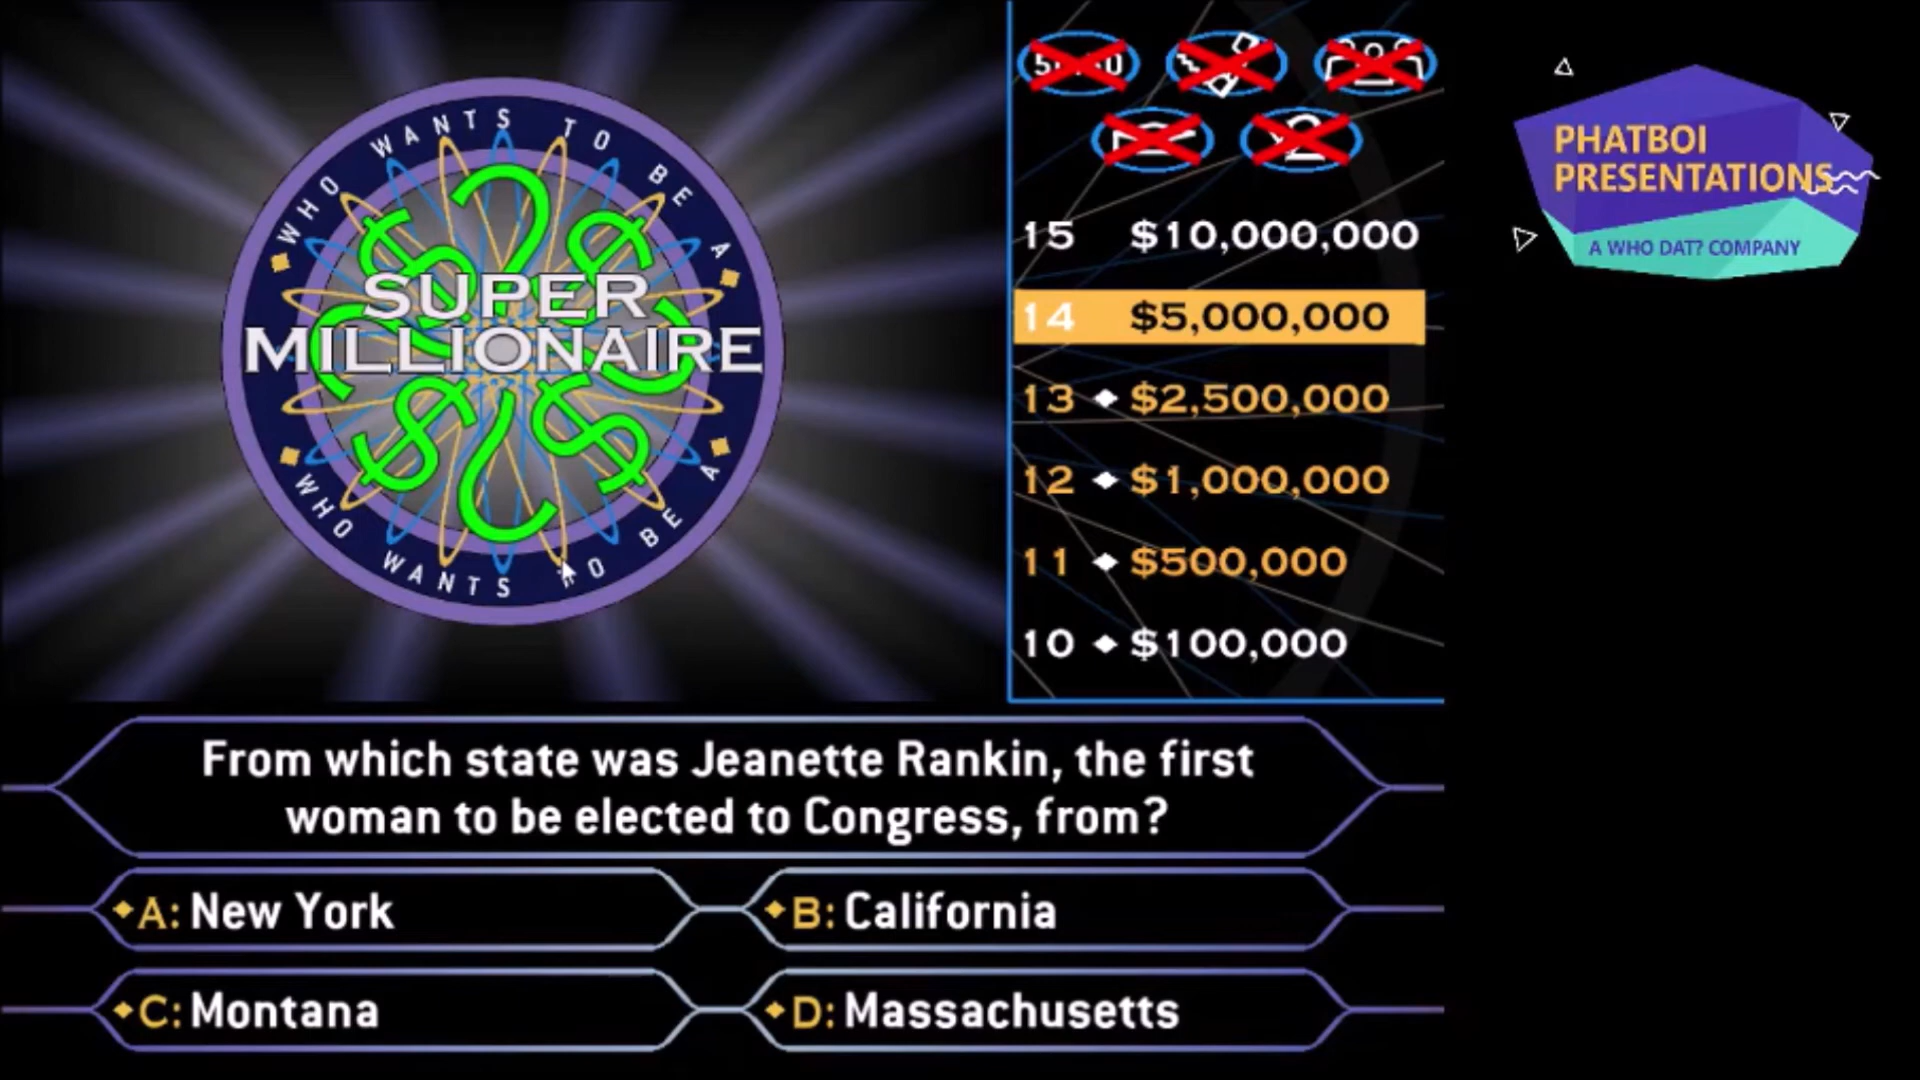 WHO WANTS TO BE A
SUPER
MILLIONAIRE
WHO WANTS TO BE A
15 $10,000,000
14 $5,000,000
13 $2,500,000
12 $1,000,000
11 $500,000
10 $100,000
PHATBOI
PRESENTATIONS
A WHO DAT? COMPANY
From which state was Jeanette Rankin, the first
woman to be elected to Congress, from?
A: New York
B: California
C: Montana
D: Massachusetts